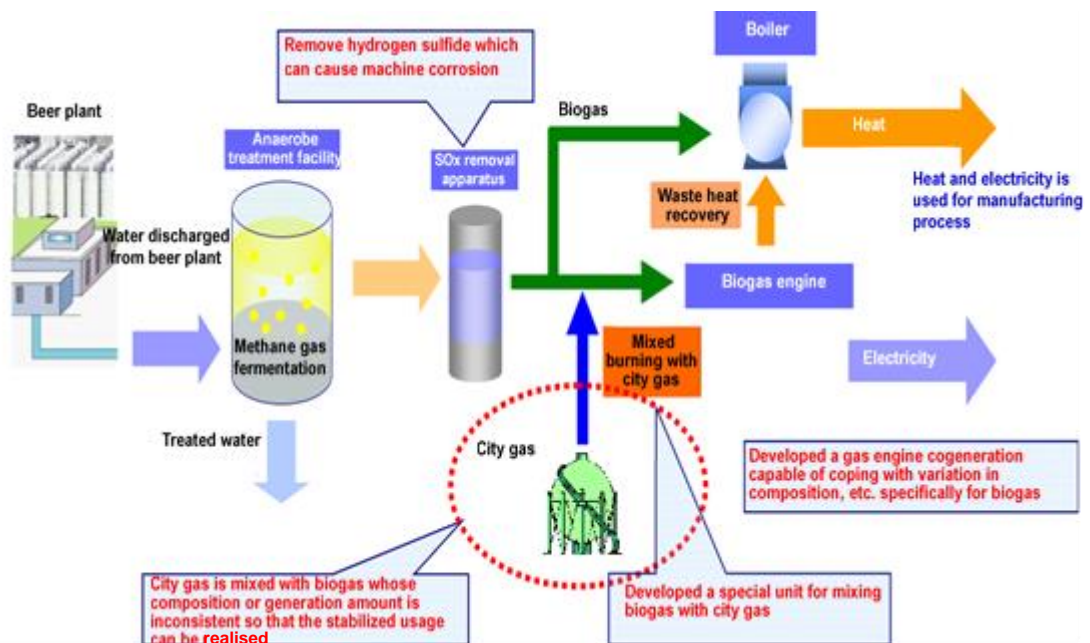 Remove hydrogen sulfide which
can cause machine corrosion
Boiler
Beer plant
Anaerobe
treatment facility
SOx removal
apparatus
Biogas
Heat
Waste heat
recovery
Heat and electricity is
used for manufacturing
process
Water discharged
from beer plant
Biogas engine
Methane gas
fermentation
Mixed
burning with
city gas
Electricity
Treated water
City gas
Developed a gas engine cogeneration
capable of coping with variation in
composition, etc. specifically for biogas
City gas is mixed with biogas whose
composition or generation amount is
inconsistent so that the stabilized usage
can be realised
Developed a special unit for mixing
biogas with city gas